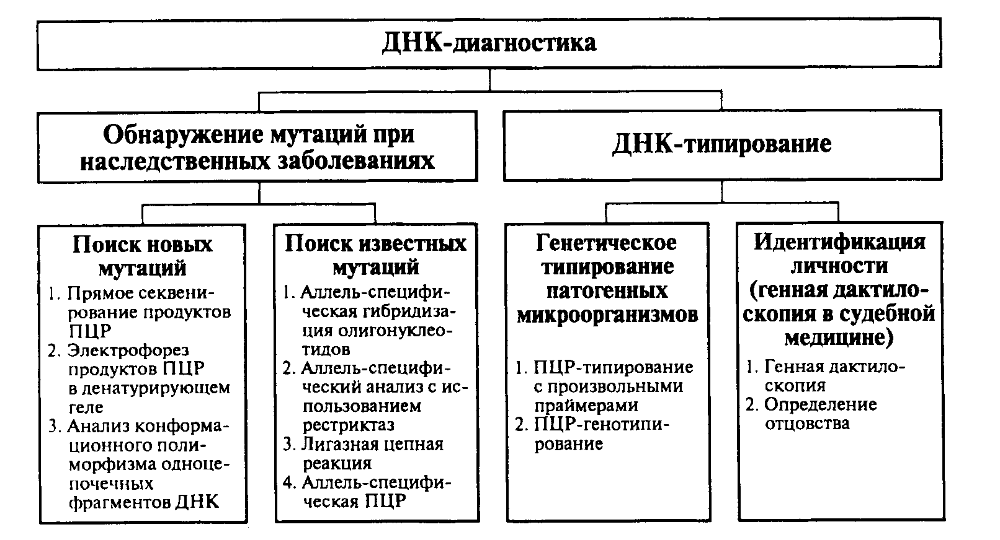 ДНК-диагностика
Обнаружение мутаций при
наследственных заболеваниях
ДНК-типирование
Поиск новых
мутаций
1. Прямое секвени-
рование продуктов
ПЦР
2. Электрофорез
продуктов ПЦР
в денатурирующем
геле
3. Анализ конформа-
ционного поли-
морфизма одноце-
почечных
фрагментов ДНК
Поиск известных
мутаций
1. Аллель-специфи-
ческая гибридиза-
ция олигонуклео-
тидов
2. Аллель-специфи-
ческий анализ с ис-
пользованием
рестриктаз
3. Лигазная цепная
реакция
4. Аллель-специфи-
ческая ПЦР
Генетическое
типирование
патогенных
микроорганизмов
1. ПЦР-типирование
с произвольными
праймерами
2. ПЦР-генотипи-
рование
Идентификация
личности
(генная дактило-
скопия в судебной
медицине)
1. Генная дактило-
скопия
2. Определение
отцовства